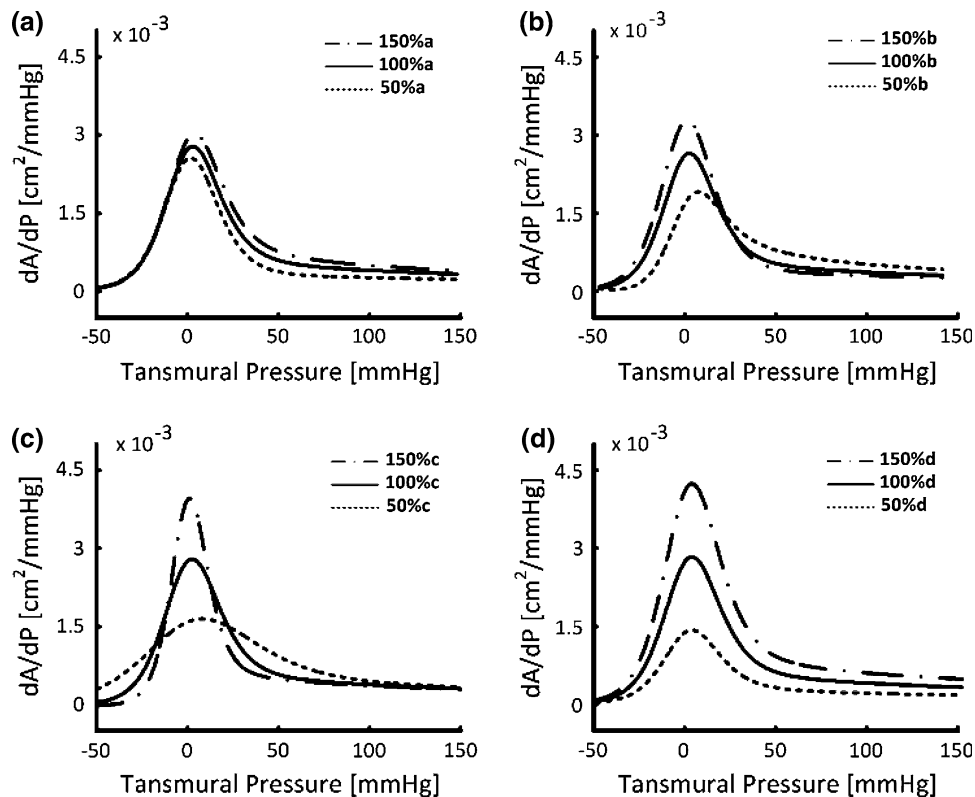 (a)
x 10⁻³
150%a
100%a
50%a
4.5
3
1.5
0
dA/dP [cm²/mmHg]
-50 0 50 100 150
Tansmural Pressure [mmHg]
(b)
x 10⁻³
150%b
100%b
50%b
4.5
3
1.5
0
dA/dP [cm²/mmHg]
-50 0 50 100 150
Tansmural Pressure [mmHg]
(c)
x 10⁻³
150%c
100%c
50%c
4.5
3
1.5
0
dA/dP [cm²/mmHg]
-50 0 50 100 150
Tansmural Pressure [mmHg]
(d)
x 10⁻³
150%d
100%d
50%d
4.5
3
1.5
0
dA/dP [cm²/mmHg]
-50 0 50 100 150
Tansmural Pressure [mmHg]